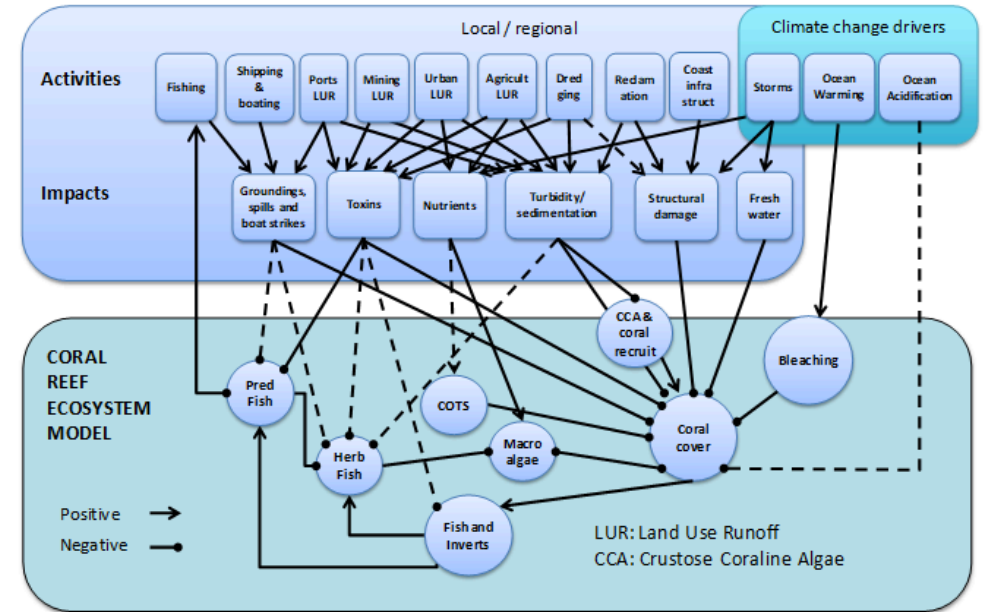 Local / regional
Climate change drivers
Activities
Fishing
Shipping
&
boating
Ports
LUR
Mining
LUR
Urban
LUR
Agricult
LUR
Dred
ging
Recl am
ation
Coast
infra
struct
Storms
Ocean
Warming
Ocean
Acidification
Impacts
Groundings,
spills and
boat strikes
Toxins
Nutrients
Turbidity/
sedimentation
Structural
damage
Fresh
water
CORAL
REEF
ECOSYSTEM
MODEL
CCA &
coral
recruit
Bleaching
Pred
Fish
COTS
Coral
cover
Macro
algae
Herb
Fish
Fish and
Inverts
Positive
Negative
LUR: Land Use Runoff
CCA: Crustose Coraline Algae